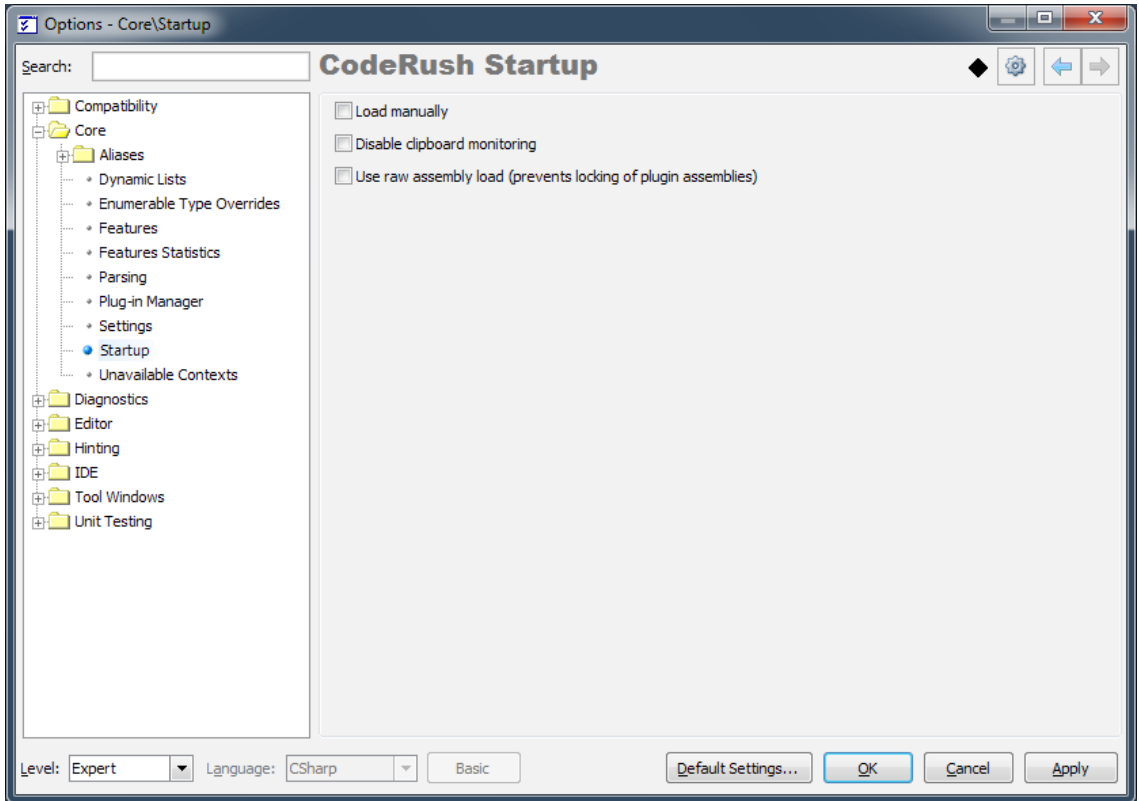 Options - Core\Startup
Search:
CodeRush Startup
Compatibility
Core
Aliases
Dynamic Lists
Enumerable Type Overrides
Features
Features Statistics
Parsing
Plug-in Manager
Settings
Startup
Unavailable Contexts
Diagnostics
Editor
Hinting
IDE
Tool Windows
Unit Testing
Load manually
Disable clipboard monitoring
Use raw assembly load (prevents locking of plugin assemblies)
Level: Expert Language: CSharp Basic Default Settings... OK Cancel Apply